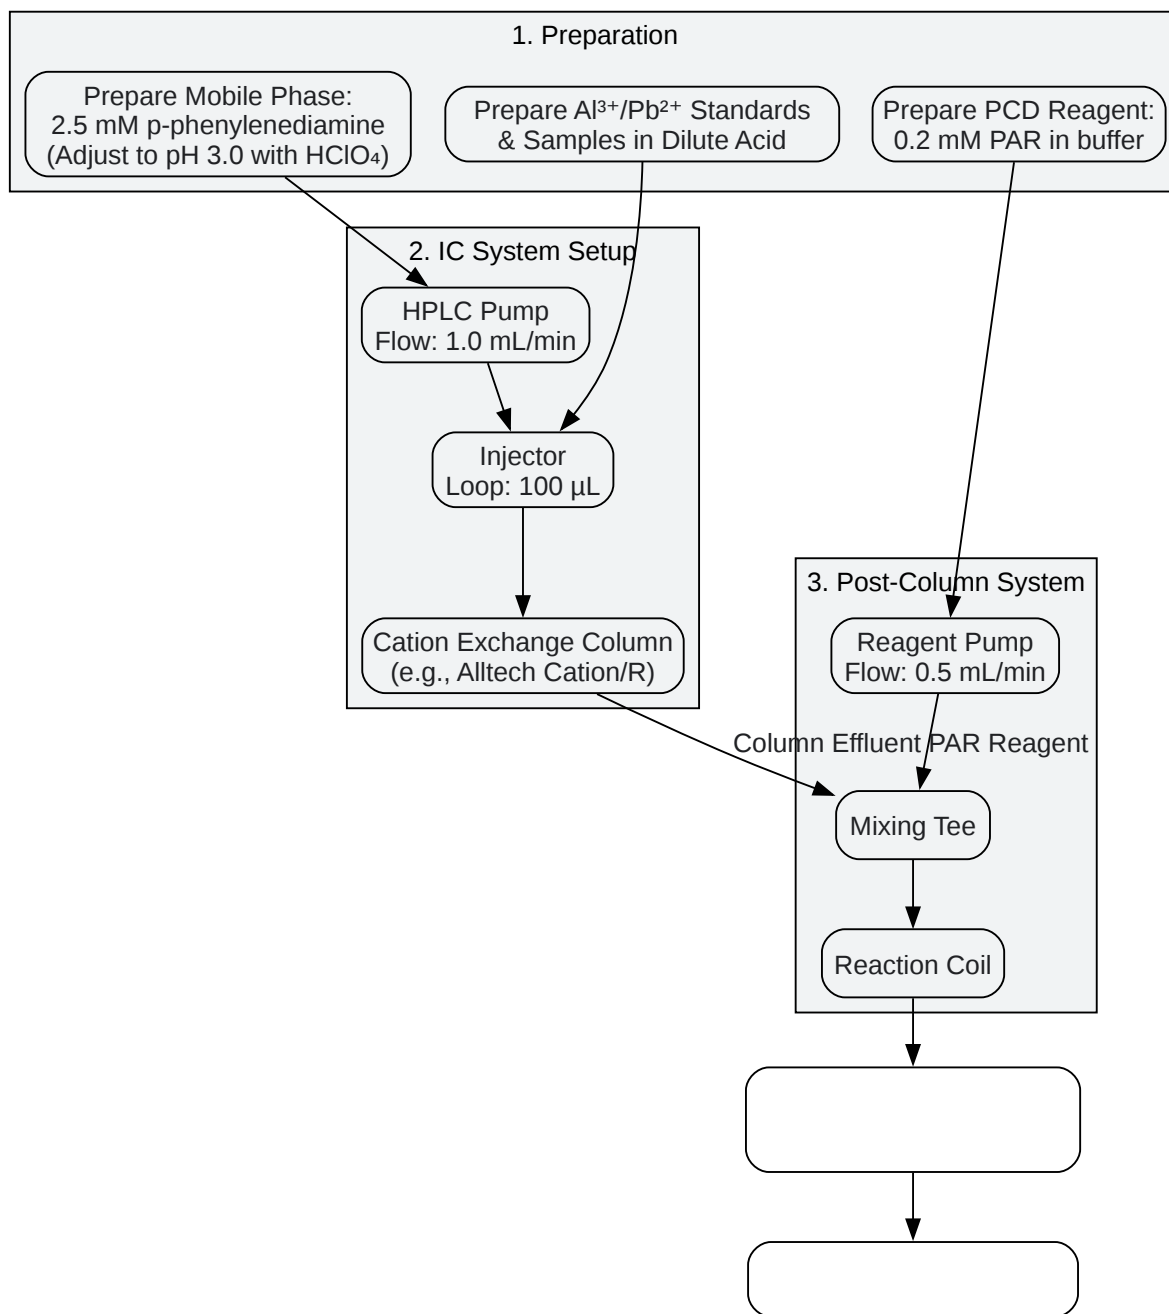 1. Preparation
Prepare Mobile Phase:
2.5 mM p-phenylenediamine
(Adjust to pH 3.0 with HClO₄)
Prepare Al³⁺/Pb²⁺ Standards
& Samples in Dilute Acid
Prepare PCD Reagent:
0.2 mM PAR in buffer
2. IC System Setup
HPLC Pump
Flow: 1.0 mL/min
Injector
Loop: 100 µL
Cation Exchange Column
(e.g., Alltech Cation/R)
3. Post-Column System
Reagent Pump
Flow: 0.5 mL/min
Column Effluent
PAR Reagent
Mixing Tee
Reaction Coil